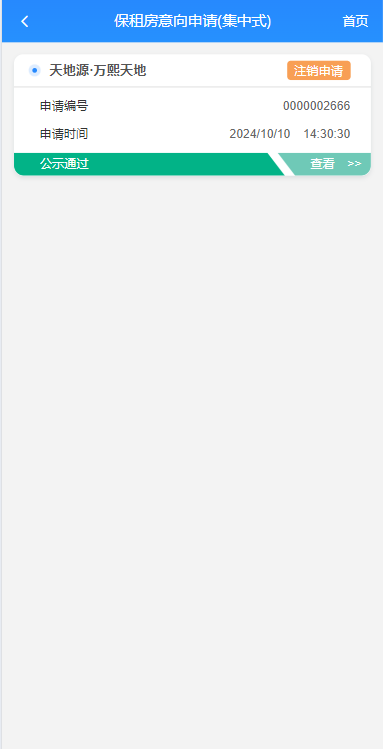 保租房意向申请(集中式) 首页
天地源·万熙天地 注销申请
申请编号 0000002666
申请时间 2024/10/10 14:30:30
公示通过 查看 >>